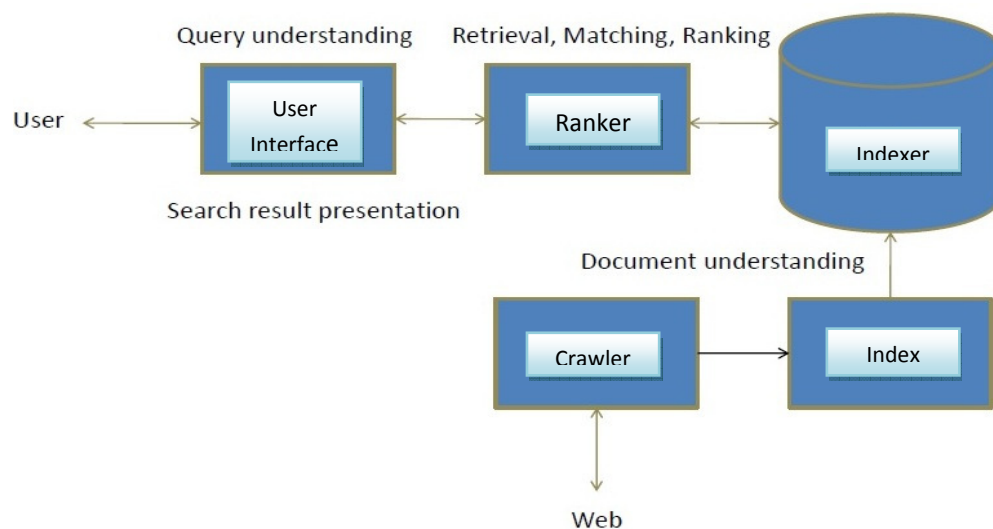 Query understanding
Retrieval, Matching, Ranking
User
User
Interface
Ranker
Indexer
Search result presentation
Document understanding
Crawler
Index
Web